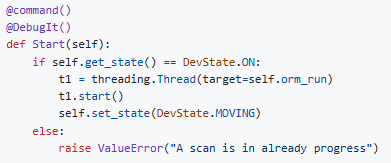 @command()
@DebugIt()
def Start(self):
    if self.get_state() == DevState.ON:
        t1 = threading.Thread(target=self.orm_run)
        t1.start()
        self.set_state(DevState.MOVING)
    else:
        raise ValueError("A scan is in already progress")